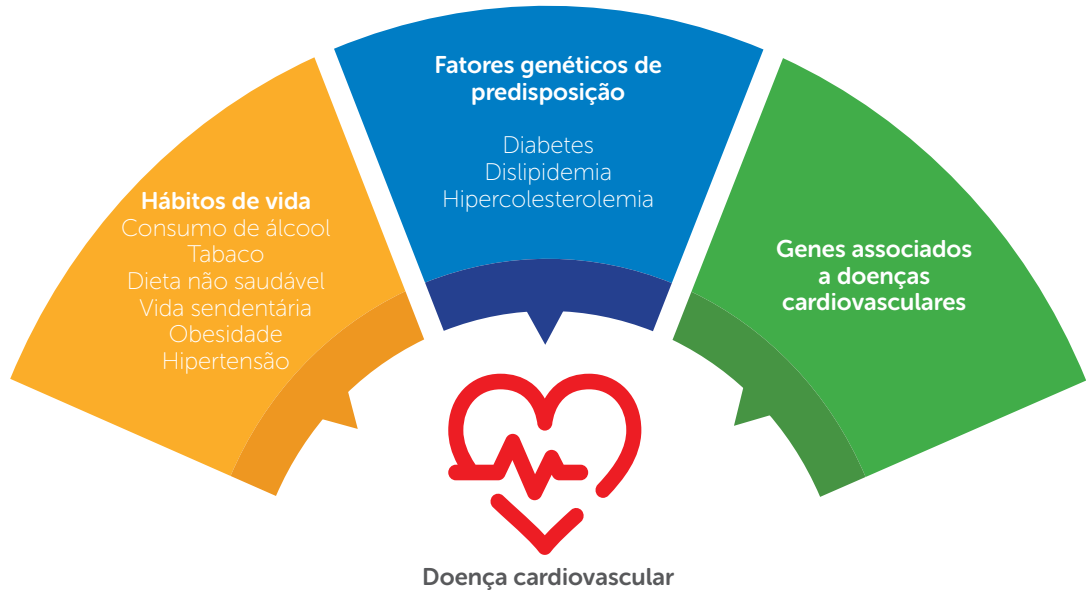 Hábitos de vida
Consumo de álcool
Tabaco
Dieta não saudável
Vida sendentária
Obesidade
Hipertensão
Fatores genéticos de
predisposição
Diabetes
Dislipidemia
Hipercolesterolemia
Genes associados
a doenças
cardiovasculares
Doença cardiovascular